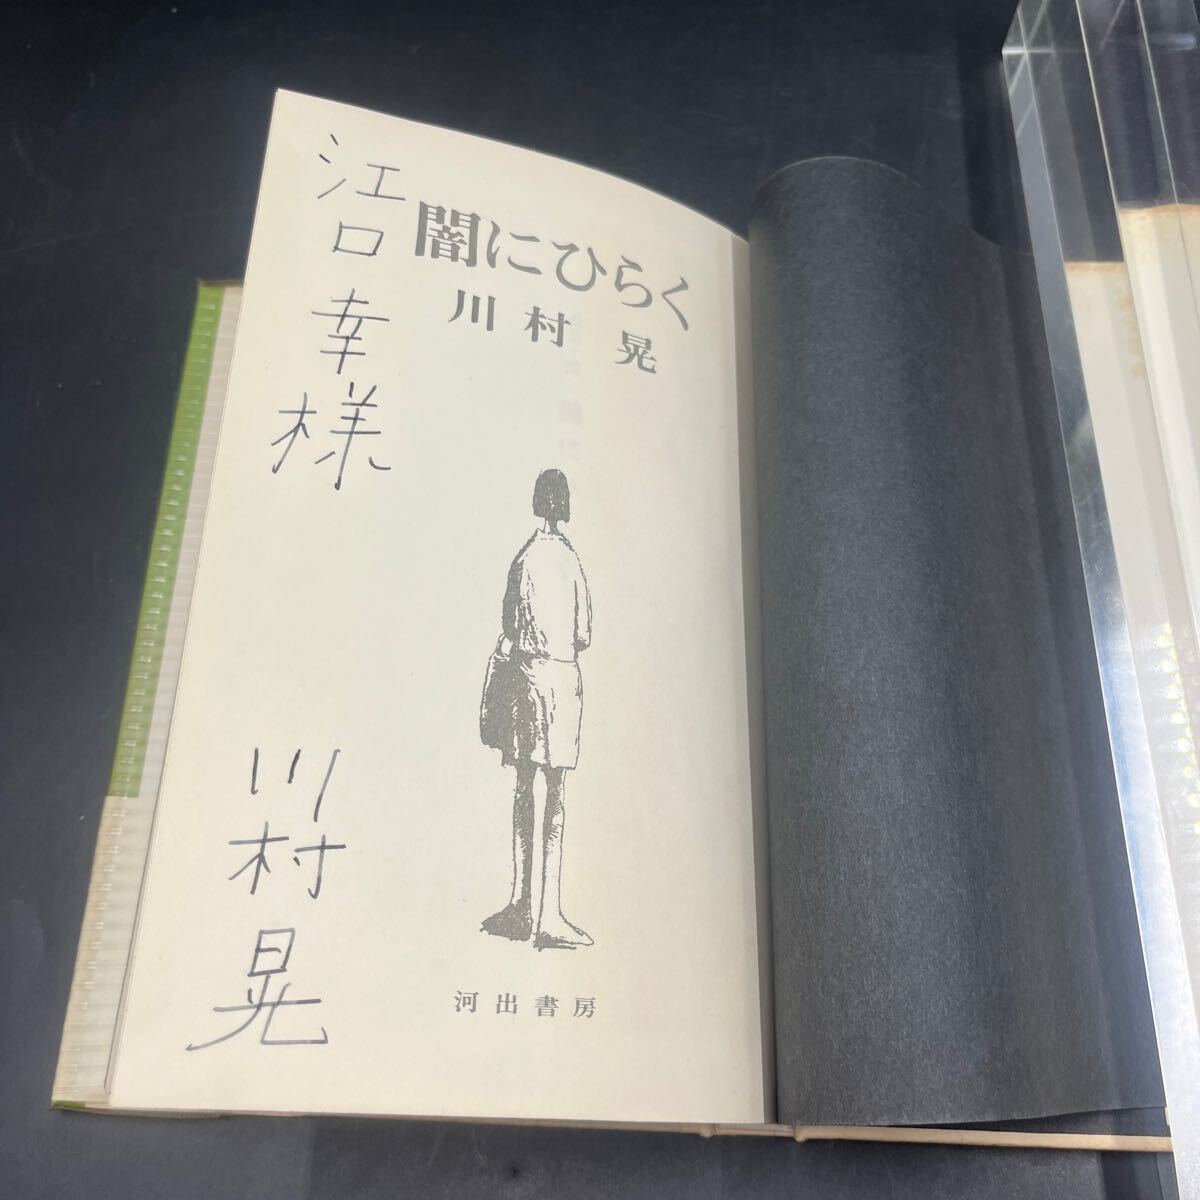 闇にひらく
川村 晃
江口 幸様
川村 晃
河出書房